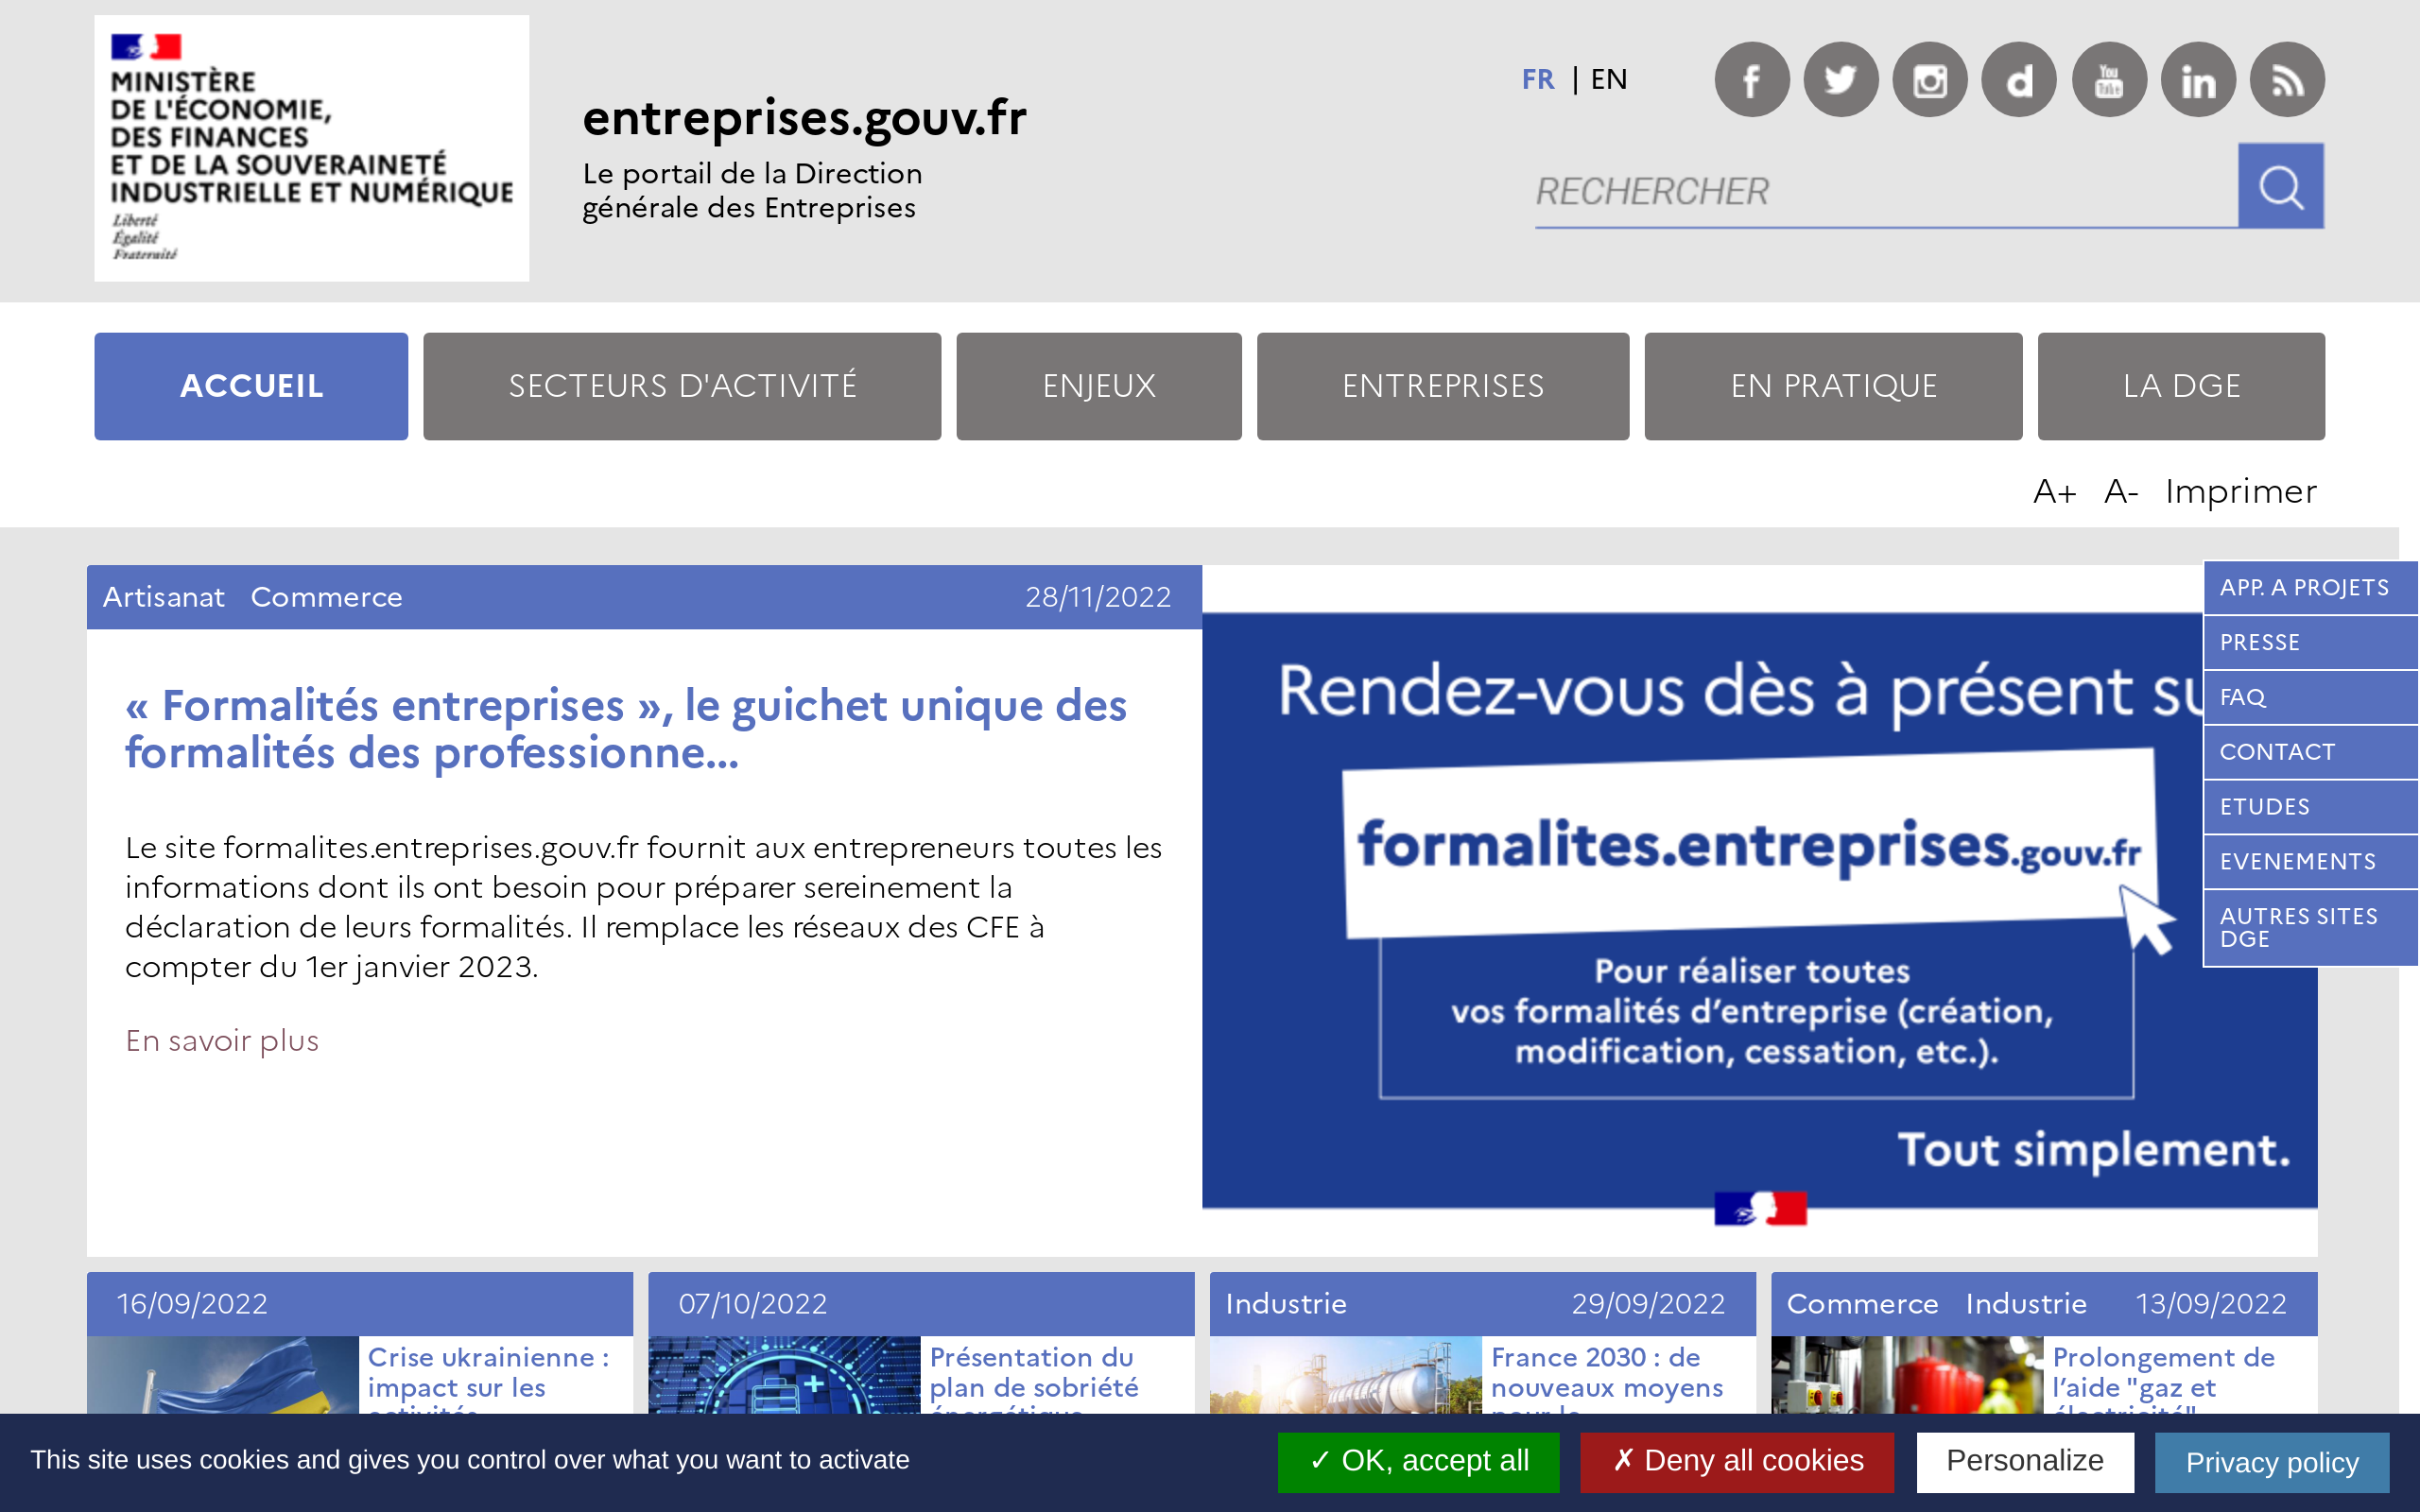 MINISTÈRE
DE L'ÉCONOMIE,
DES FINANCES
ET DE LA SOUVERAINETÉ
INDUSTRIELLE ET NUMÉRIQUE
Liberté
Égalité
Fraternité
entreprises.gouv.fr
Le portail de la Direction
générale des Entreprises
FR | EN
RECHERCHER
ACCUEIL
SECTEURS D'ACTIVITÉ
ENJEUX
ENTREPRISES
EN PRATIQUE
LA DGE
A+ A- Imprimer
Artisanat Commerce 28/11/2022
« Formalités entreprises », le guichet unique des
formalités des professionne...
Le site formalites.entreprises.gouv.fr fournit aux entrepreneurs toutes les
informations dont ils ont besoin pour préparer sereinement la
déclaration de leurs formalités. Il remplace les réseaux des CFE à
compter du 1er janvier 2023.
En savoir plus
Rendez-vous dès à présent su
formalites.entreprises.gouv.fr
Pour réaliser toutes
vos formalités d’entreprise (création,
modification, cessation, etc.).
Tout simplement.
APP. A PROJETS
PRESSE
FAQ
CONTACT
ETUDES
EVENEMENTS
AUTRES SITES
DGE
16/09/2022
Crise ukrainienne :
impact sur les
activités
07/10/2022
Présentation du
plan de sobriété
énergétique
Industrie 29/09/2022
France 2030 : de
nouveaux moyens
pour le
Commerce Industrie 13/09/2022
Prolongement de
l’aide "gaz et
électricité"
This site uses cookies and gives you control over what you want to activate
✓ OK, accept all
✗ Deny all cookies
Personalize
Privacy policy